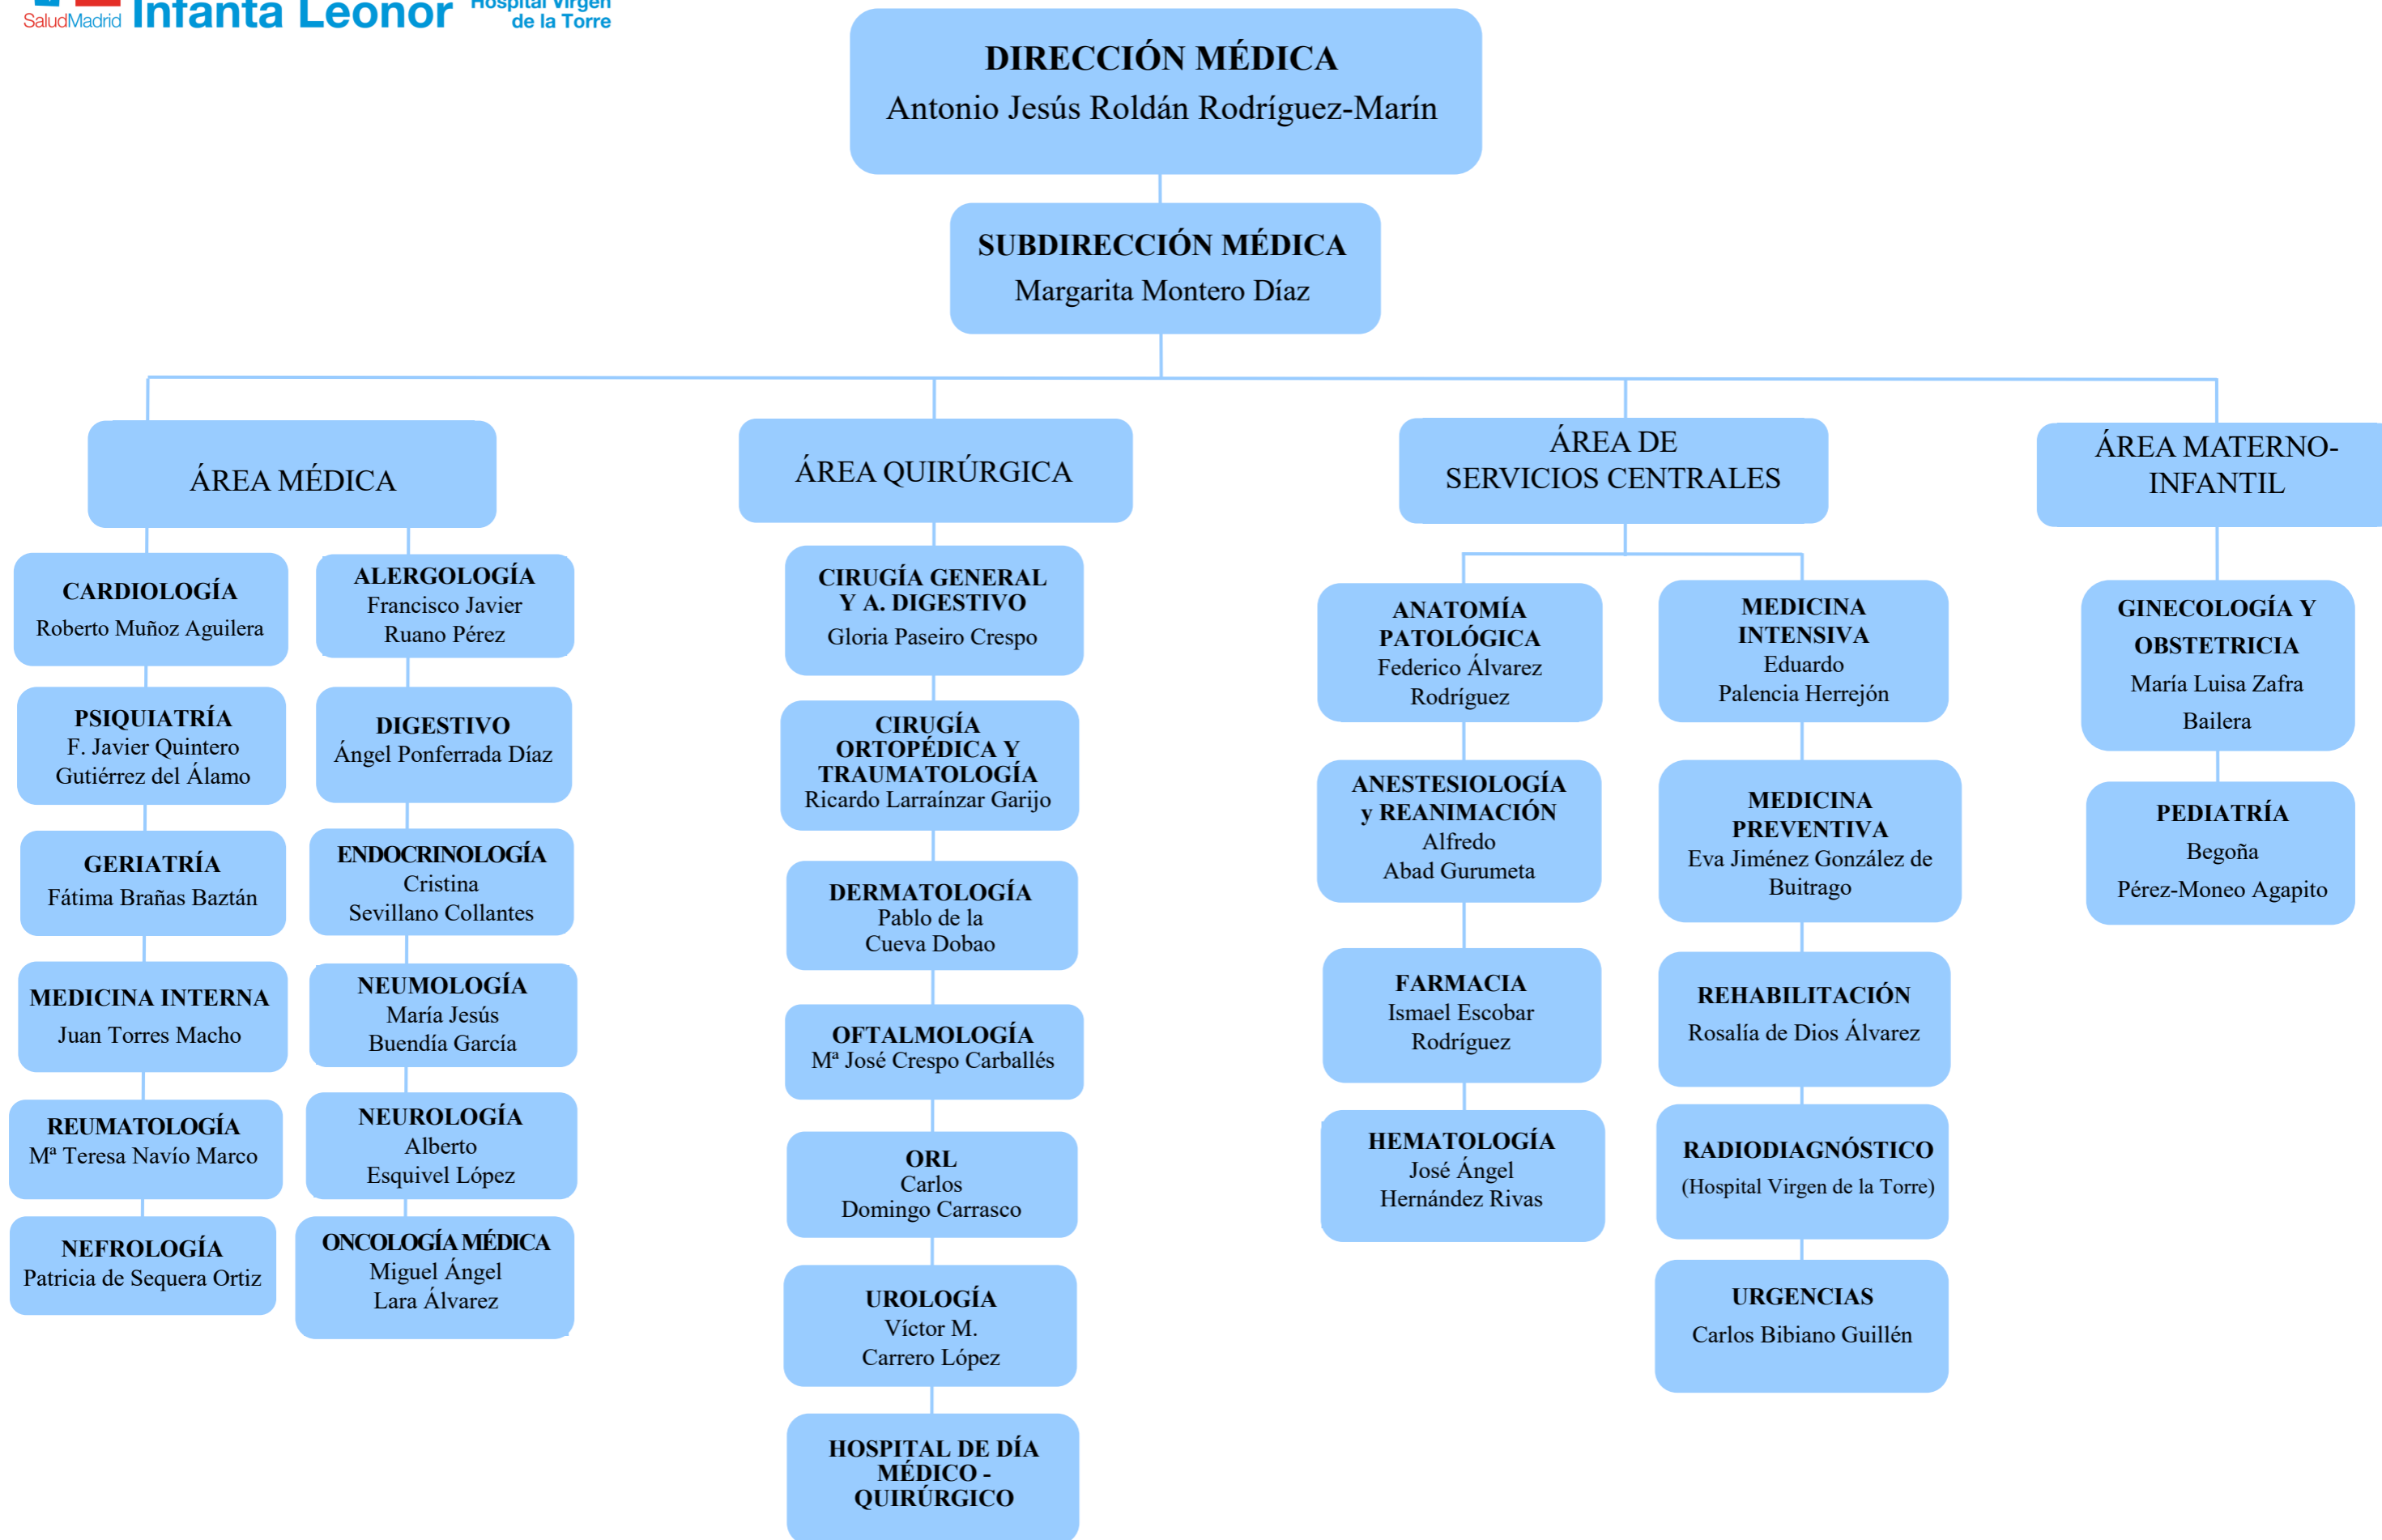 SaludMadrid
Infanta Leonor
Hospital Virgen
de la Torre
DIRECCIÓN MÉDICA
Antonio Jesús Roldán Rodríguez-Marín
SUBDIRECCIÓN MÉDICA
Margarita Montero Díaz
ÁREA MÉDICA
CARDIOLOGÍA
Roberto Muñoz Aguilera
PSIQUIATRÍA
F. Javier Quintero
Gutiérrez del Álamo
GERIATRÍA
Fátima Brañas Baztán
MEDICINA INTERNA
Juan Torres Macho
REUMATOLOGÍA
Mª Teresa Navío Marco
NEFROLOGÍA
Patricia de Sequera Ortiz
ALERGOLOGÍA
Francisco Javier
Ruano Pérez
DIGESTIVO
Ángel Ponferrada Díaz
ENDOCRINOLOGÍA
Cristina
Sevillano Collantes
NEUMOLOGÍA
María Jesús
Buendía García
NEUROLOGÍA
Alberto
Esquivel López
ONCOLOGÍA MÉDICA
Miguel Ángel
Lara Álvarez
ÁREA QUIRÚRGICA
CIRUGÍA GENERAL
Y A. DIGESTIVO
Gloria Paseiro Crespo
CIRUGÍA
ORTOPÉDICA Y
TRAUMATOLOGÍA
Ricardo Larraínzar Garijo
DERMATOLOGÍA
Pablo de la
Cueva Dobao
OFTALMOLOGÍA
Mª José Crespo Carballés
ORL
Carlos
Domingo Carrasco
UROLOGÍA
Víctor M.
Carrero López
HOSPITAL DE DÍA
MÉDICO -
QUIRÚRGICO
ÁREA DE
SERVICIOS CENTRALES
ANATOMÍA
PATOLÓGICA
Federico Álvarez
Rodríguez
ANESTESIOLOGÍA
y REANIMACIÓN
Alfredo
Abad Gurumeta
FARMACIA
Ismael Escobar
Rodríguez
HEMATOLOGÍA
José Ángel
Hernández Rivas
MEDICINA
INTENSIVA
Eduardo
Palencia Herrejón
MEDICINA
PREVENTIVA
Eva Jiménez González de
Buitrago
REHABILITACIÓN
Rosalía de Dios Álvarez
RADIODIAGNÓSTICO
(Hospital Virgen de la Torre)
URGENCIAS
Carlos Bibiano Guillén
ÁREA MATERNO-
INFANTIL
GINECOLOGÍA Y
OBSTETRICIA
María Luisa Zafra
Bailera
PEDIATRÍA
Begoña
Pérez-Moneo Agapito